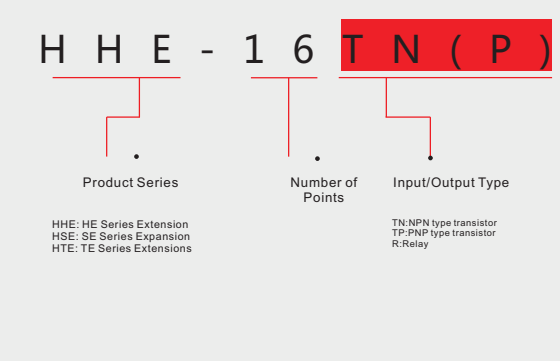 HHE-16TN(P)
Product Series
Number of
Points
Input/Output Type
HHE: HE Series Extension
HSE: SE Series Expansion
HTE: TE Series Extensions
TN:NPN type transistor
TP:PNP type transistor
R:Relay